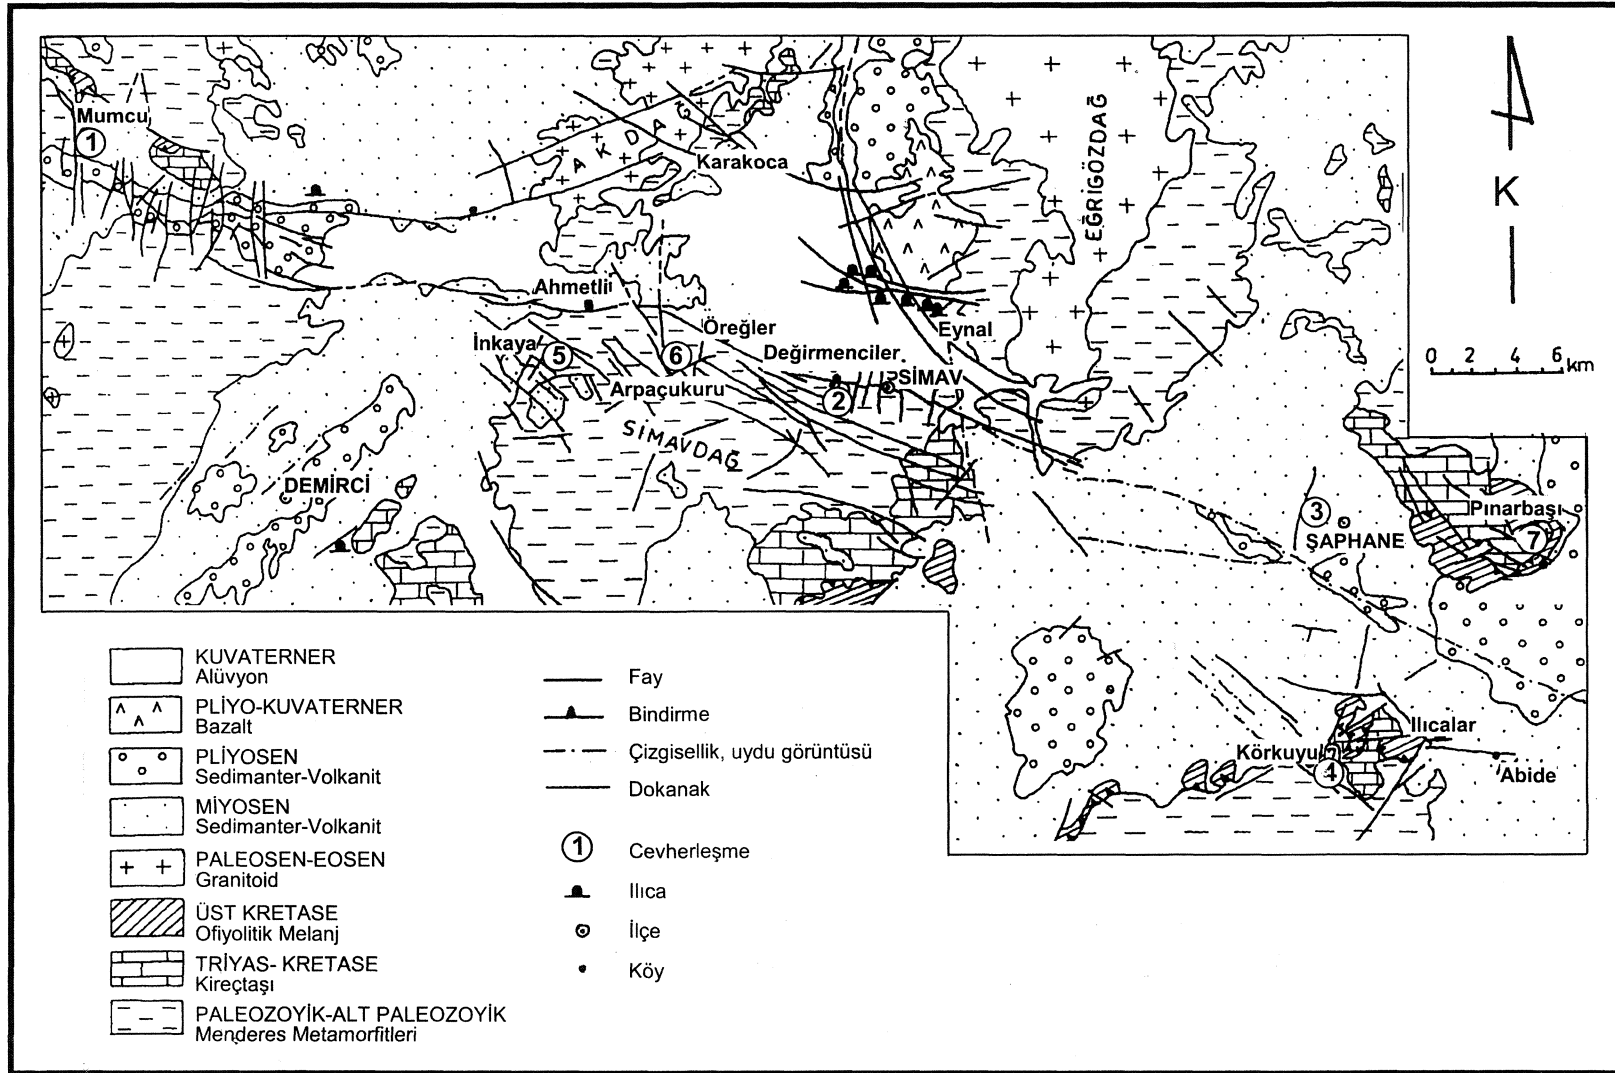 Mumcu
1
AKDAĞ
Karakoca
EĞRİGÖZDAĞ
K
Ahmetli
Öreğler
Eynal
İnkaya
5
6
Değirmenciler
SİMAV
Arpaçukuru
2
SİMAVDAĞ
0 2 4 6 km
DEMİRCİ
3
ŞAPHANE
Pınarbaşı
7
Ilıcalar
Körkuyu
4
Abide
KUVATERNER
Alüvyon
PLİYO-KUVATERNER
Bazalt
PLİYOSEN
Sedimanter-Volkanit
MİYOSEN
Sedimanter-Volkanit
PALEOSEN-EOSEN
Granitoid
ÜST KRETASE
Ofiyolitik Melanj
TRİYAS- KRETASE
Kireçtaşı
PALEOZOYİK-ALT PALEOZOYİK
Menderes Metamorfitleri
Fay
Bindirme
Çizgisellik, uydu görüntüsü
Dokanak
1
Cevherleşme
Ilıca
İlçe
Köy